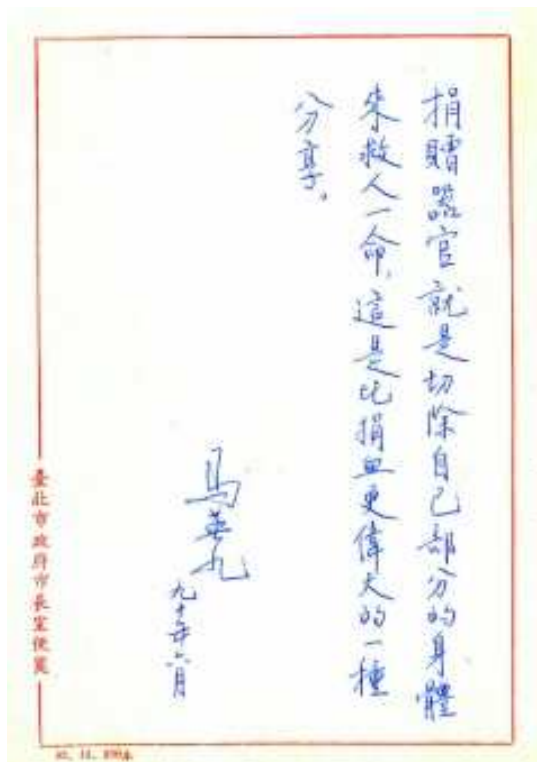 捐贈器官就是切除自己部分的身體
來救人一命,這是比捐血更偉大的一種
分享。
馬英九
九十年六月
臺北市政府市長室便箋